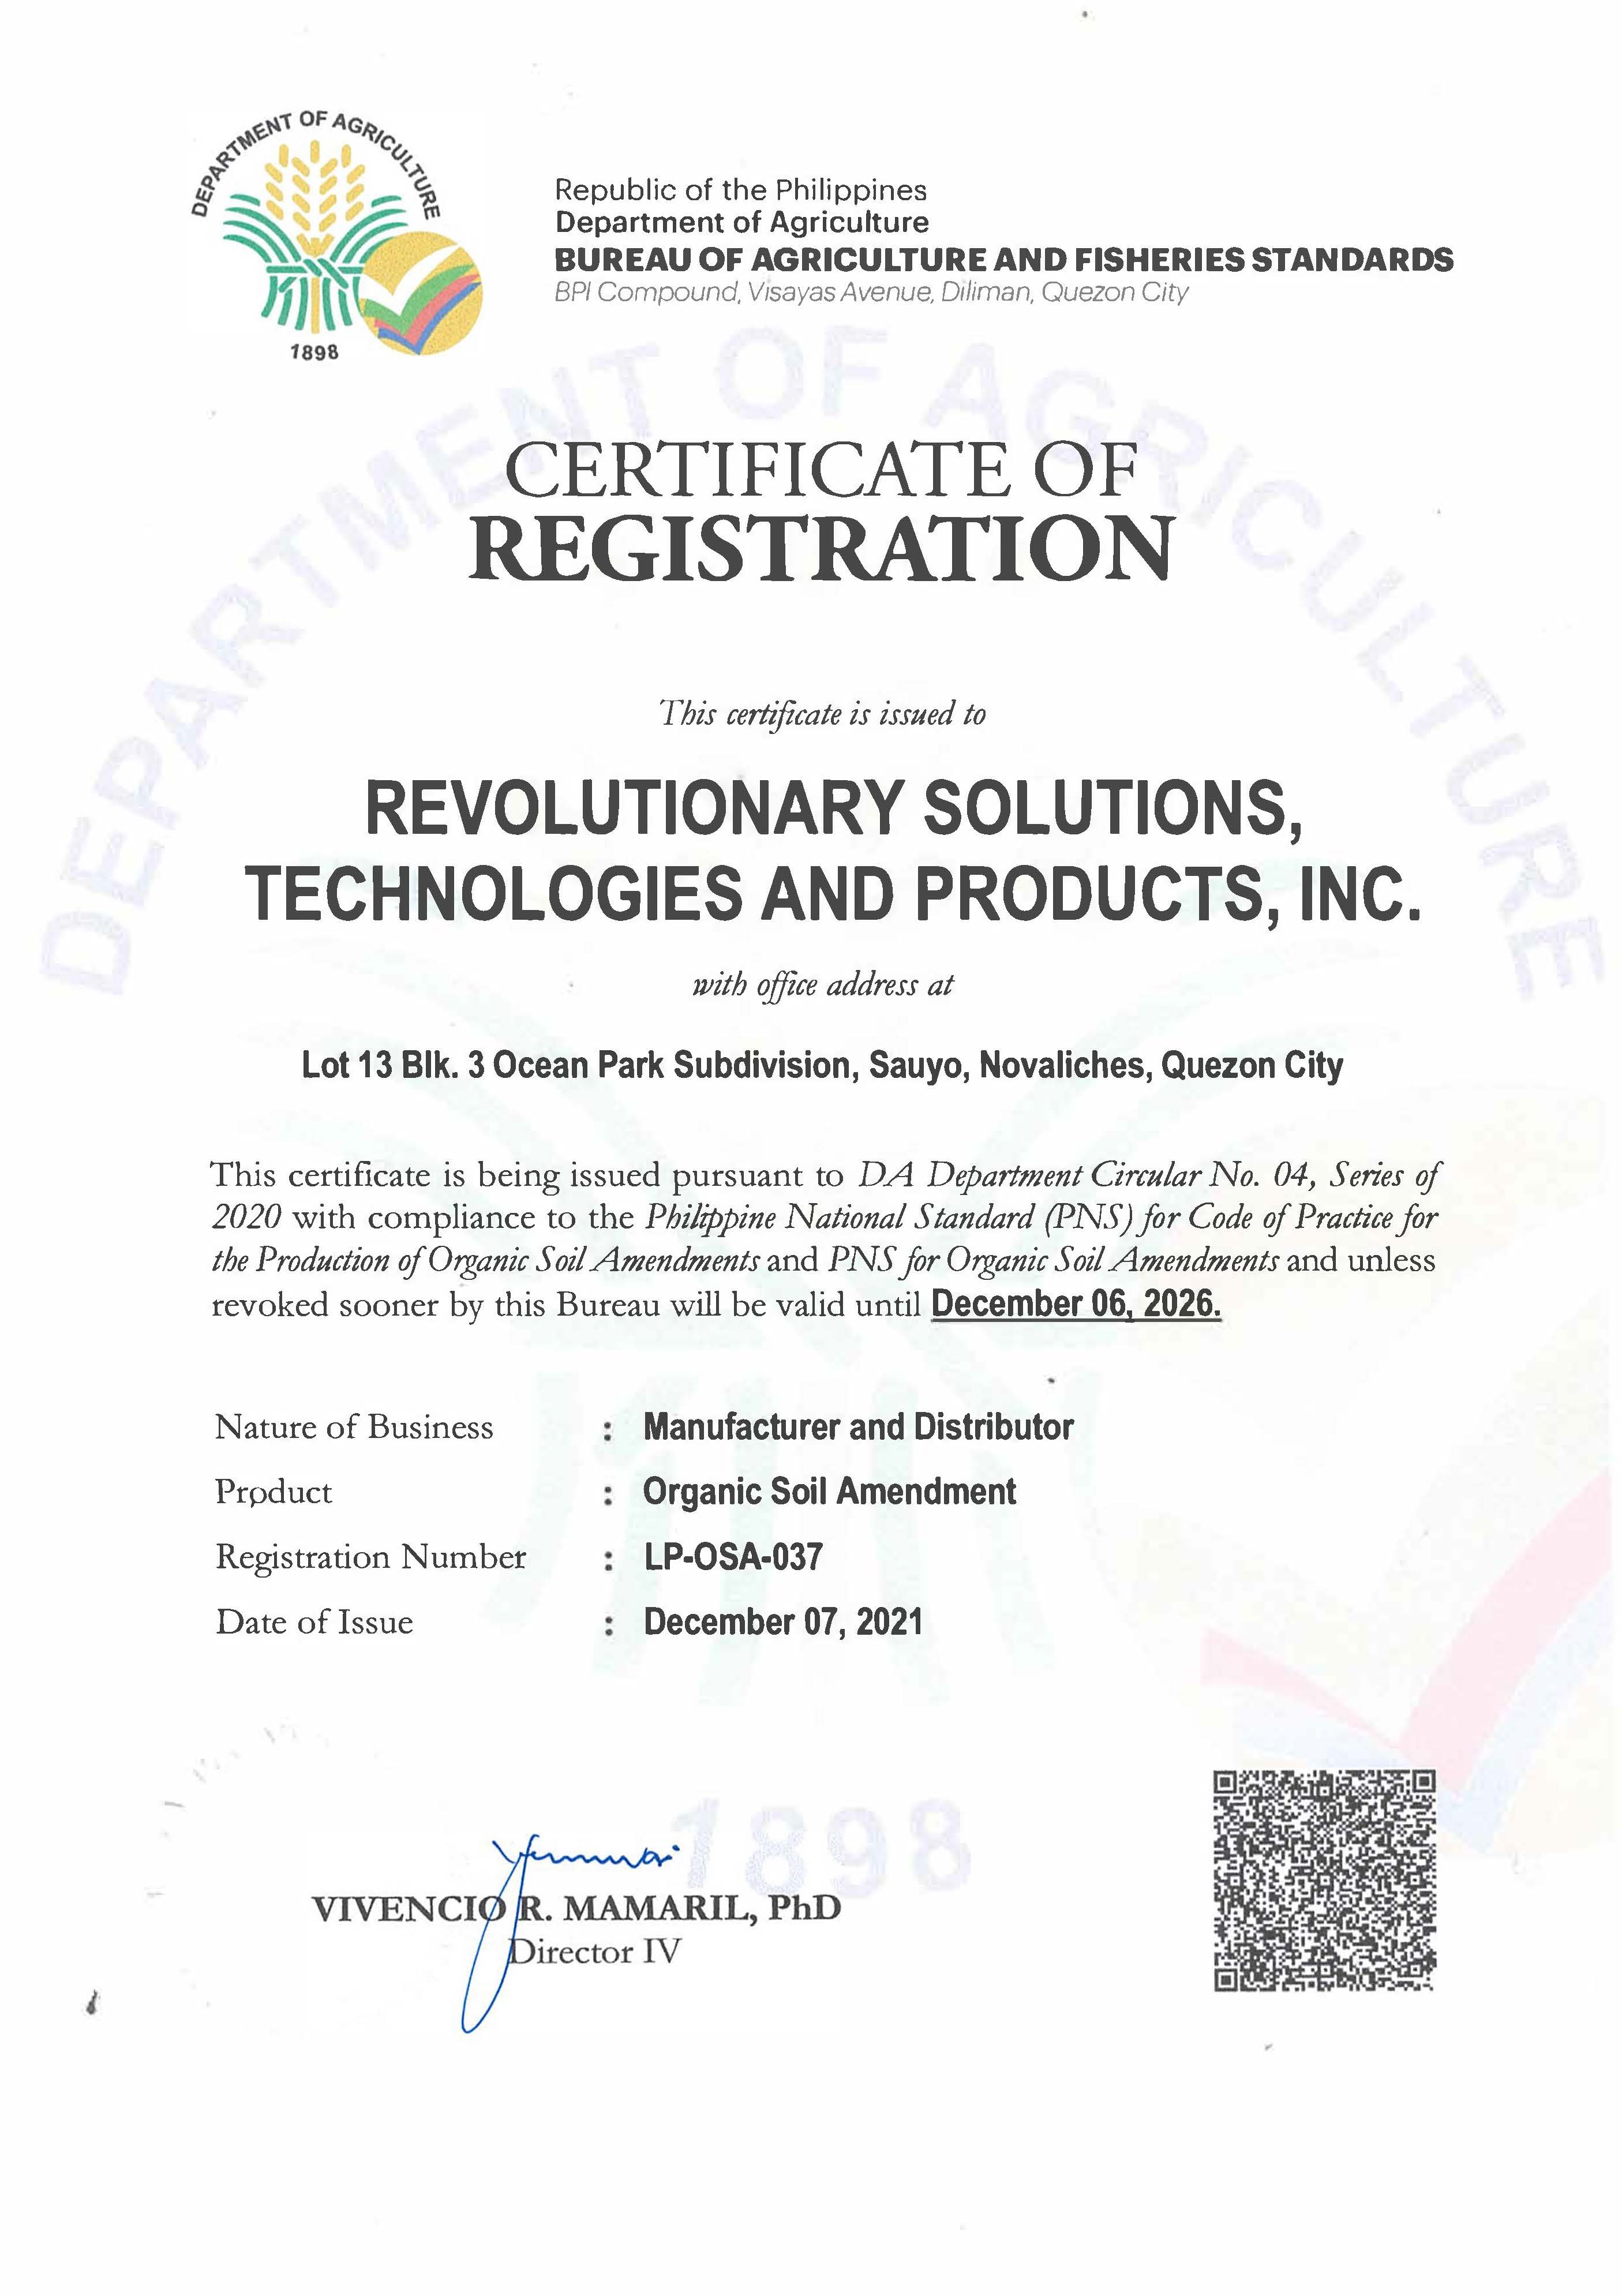 DEPARTMENT OF AGRICULTURE
1898
Republic of the Philippines
Department of Agriculture
BUREAU OF AGRICULTURE AND FISHERIES STANDARDS
BPI Compound, Visayas Avenue, Diliman, Quezon City
DEPARTMENT OF AGRICULTURE
CERTIFICATE OF
REGISTRATION
This certificate is issued to
REVOLUTIONARY SOLUTIONS,
TECHNOLOGIES AND PRODUCTS, INC.
with office address at
Lot 13 Blk. 3 Ocean Park Subdivision, Sauyo, Novaliches, Quezon City
This certificate is being issued pursuant to DA Department Circular No. 04, Series of
2020 with compliance to the Philippine National Standard (PNS) for Code of Practice for
the Production of Organic Soil Amendments and PNS for Organic Soil Amendments and unless
revoked sooner by this Bureau will be valid until December 06, 2026.
Nature of Business : Manufacturer and Distributor
Product : Organic Soil Amendment
Registration Number : LP-OSA-037
Date of Issue : December 07, 2021
1898
VIVENCIO R. MAMARIL, PhD
Director IV